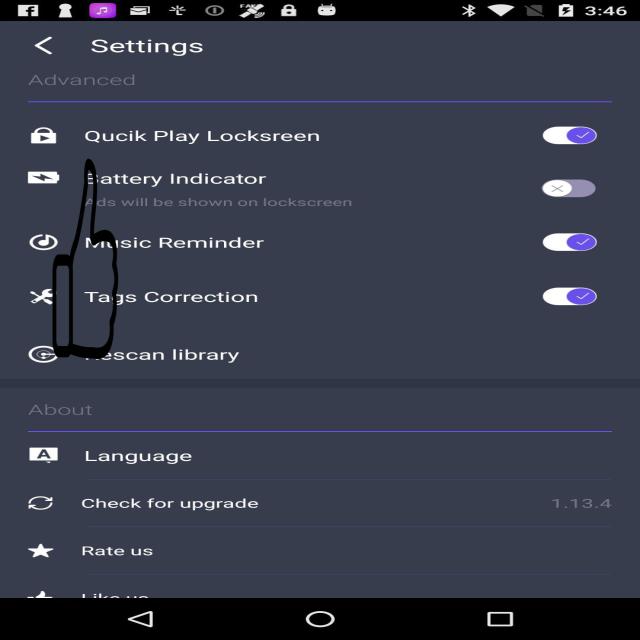 FAKE
3:46
Settings
Advanced
Qucik Play Locksreen
Battery Indicator
Ads will be shown on lockscreen
Music Reminder
Tags Correction
Rescan library
About
A Language
Check for upgrade 1.13.4
Rate us
Like us